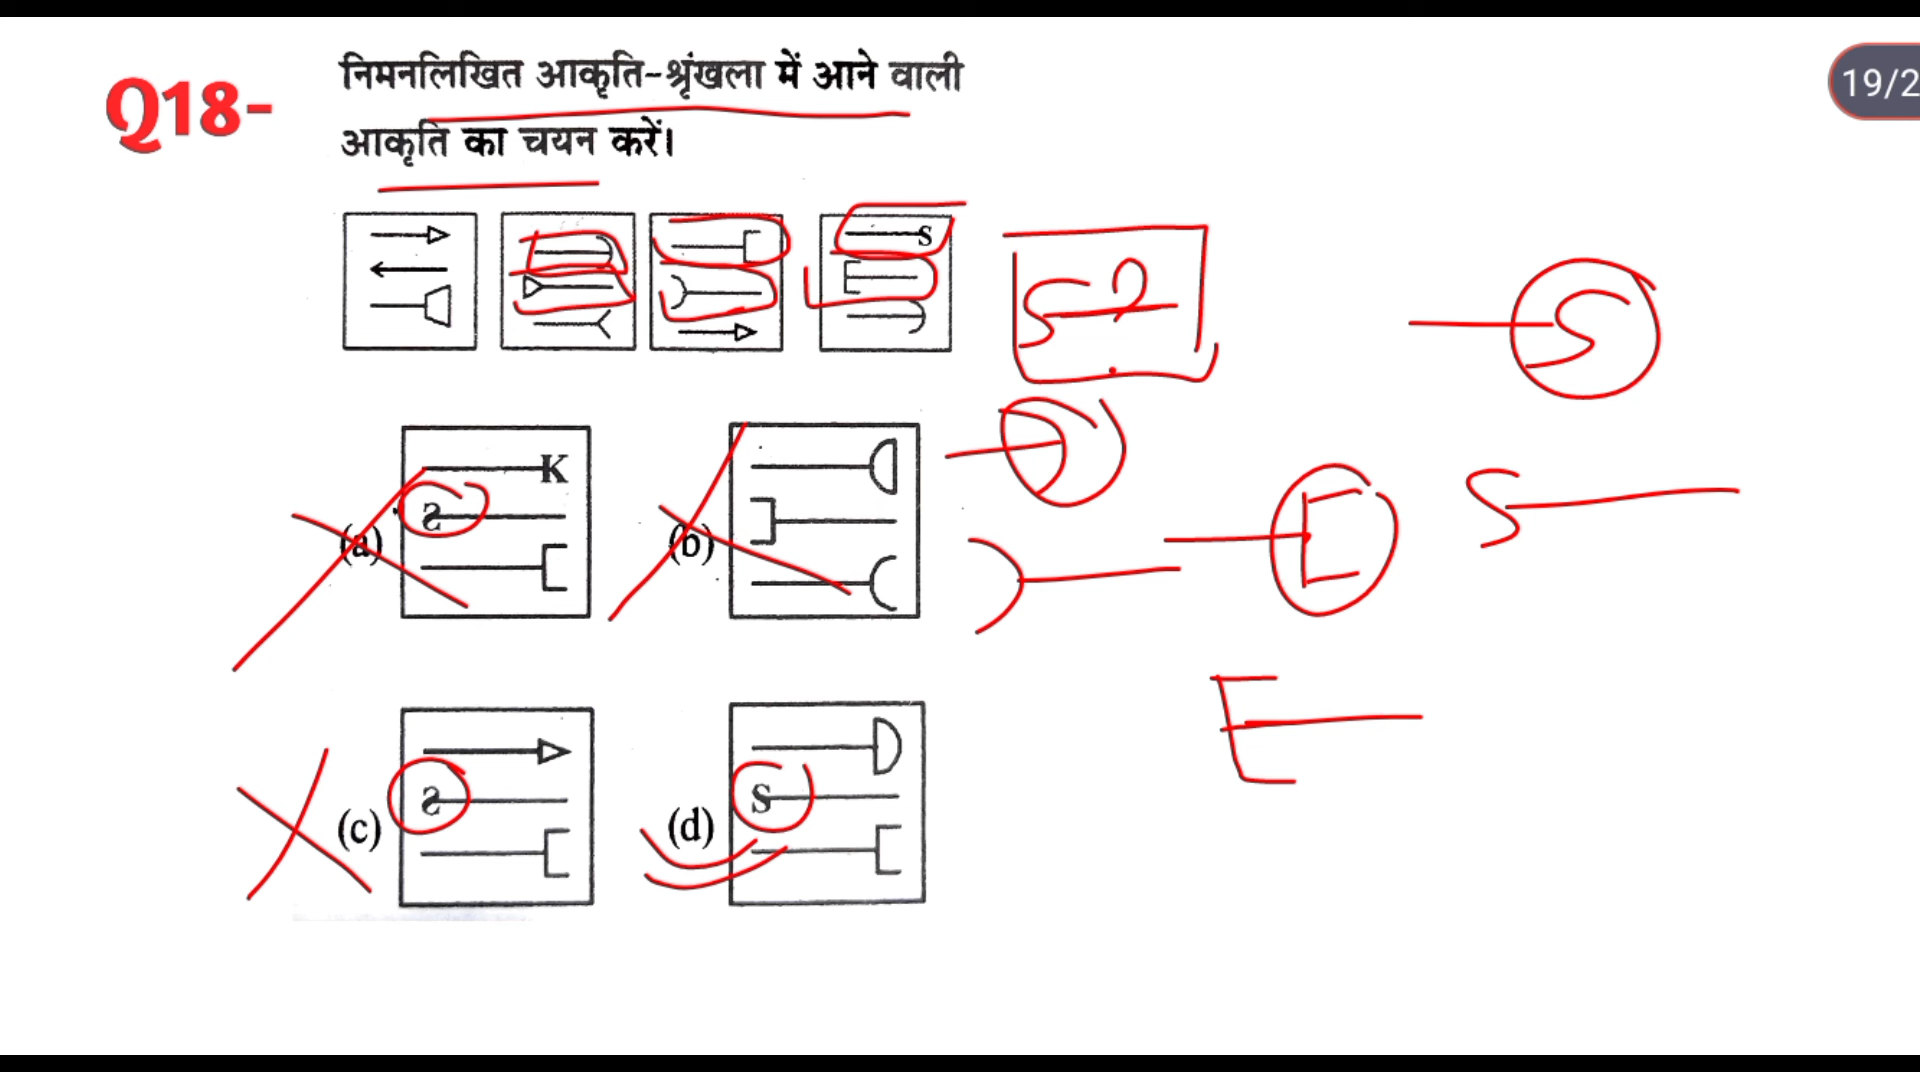 Q18-
निमनलिखित आकृति-श्रृंखला में आने वाली
आकृति का चयन करें।
19/2
S
S
?
S
K
(a)
(b)
E
S
E
(c)
(d)
S